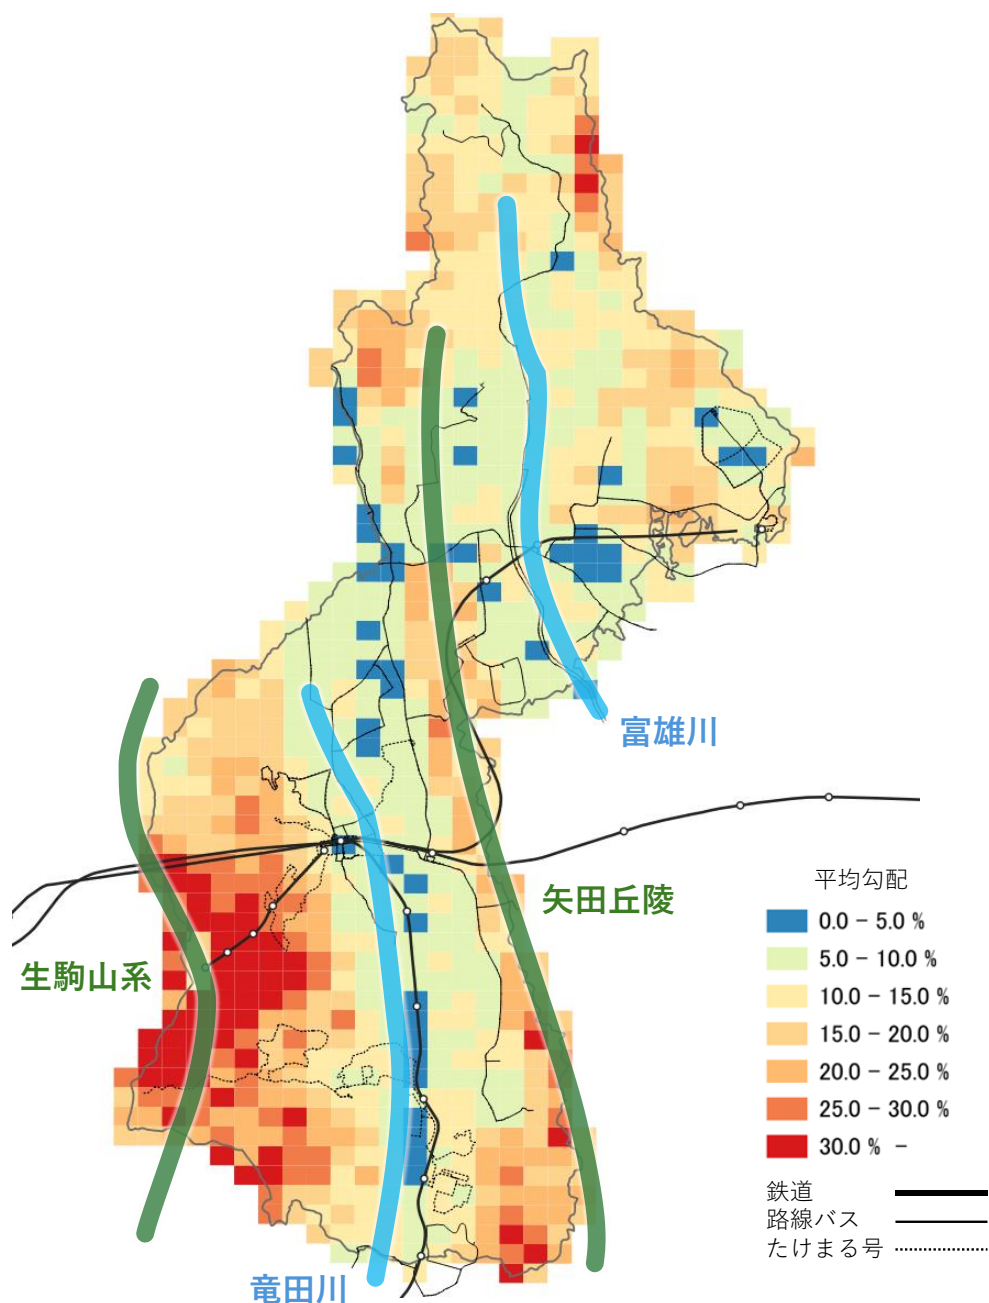 富雄川
矢田丘陵
生駒山系
竜田川
平均勾配
0.0 − 5.0 %
5.0 − 10.0 %
10.0 − 15.0 %
15.0 − 20.0 %
20.0 − 25.0 %
25.0 − 30.0 %
30.0 % −
鉄道
路線バス
たけまる号